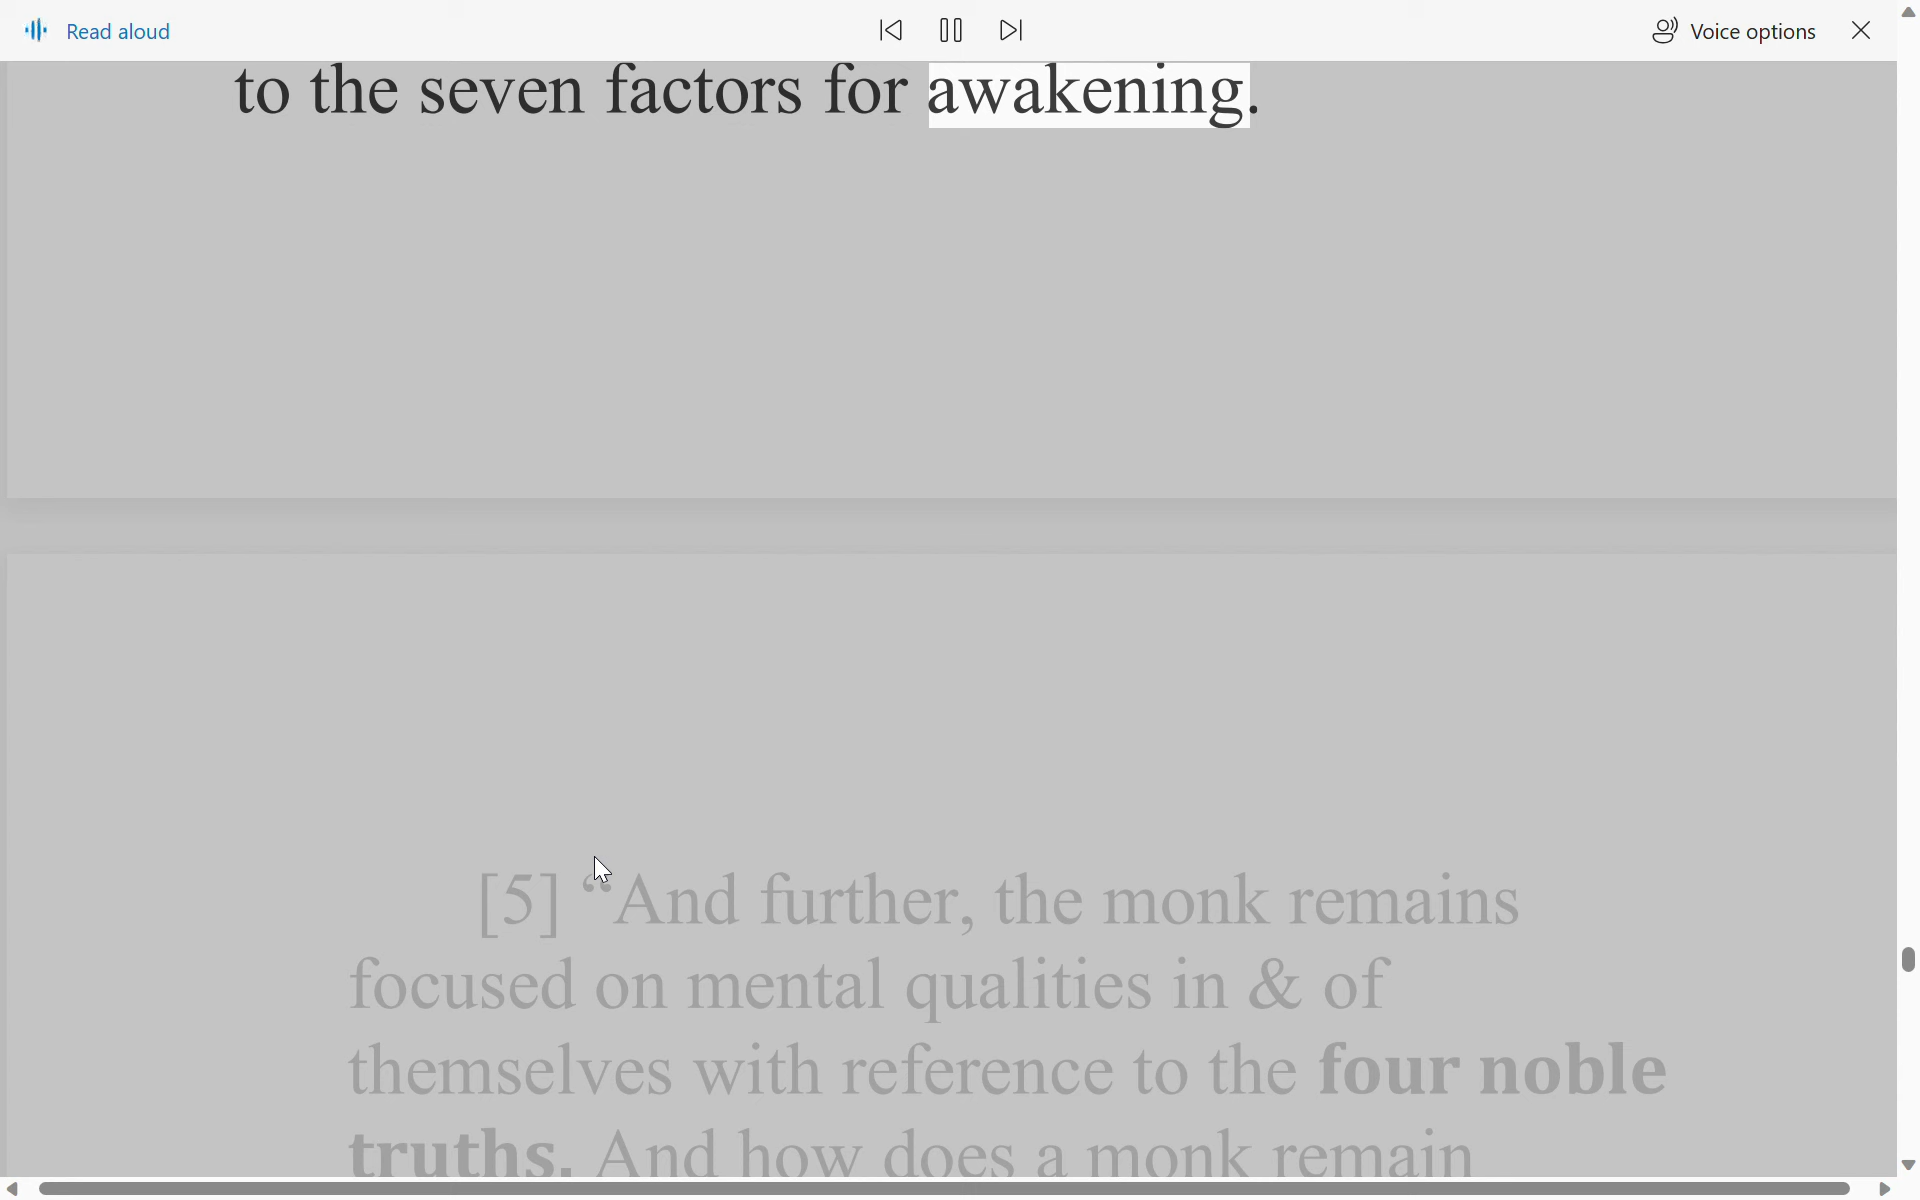 Read aloud
Voice options
to the seven factors for awakening.
[5] “And further, the monk remains
focused on mental qualities in & of
themselves with reference to the four noble
truths. And how does a monk remain